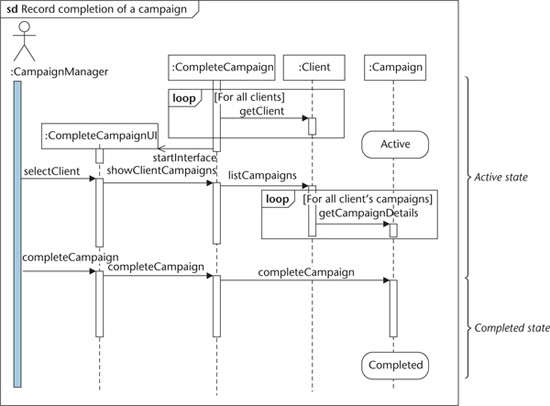 sd Record completion of a campaign
:CampaignManager
:CompleteCampaign
:Client
:Campaign
loop
[For all clients]
getClient
:CompleteCampaignUI
Active
startInterface
selectClient
showClientCampaigns
listCampaigns
Active state
loop
[For all client's campaigns]
getCampaignDetails
completeCampaign
completeCampaign
completeCampaign
Completed state
Completed